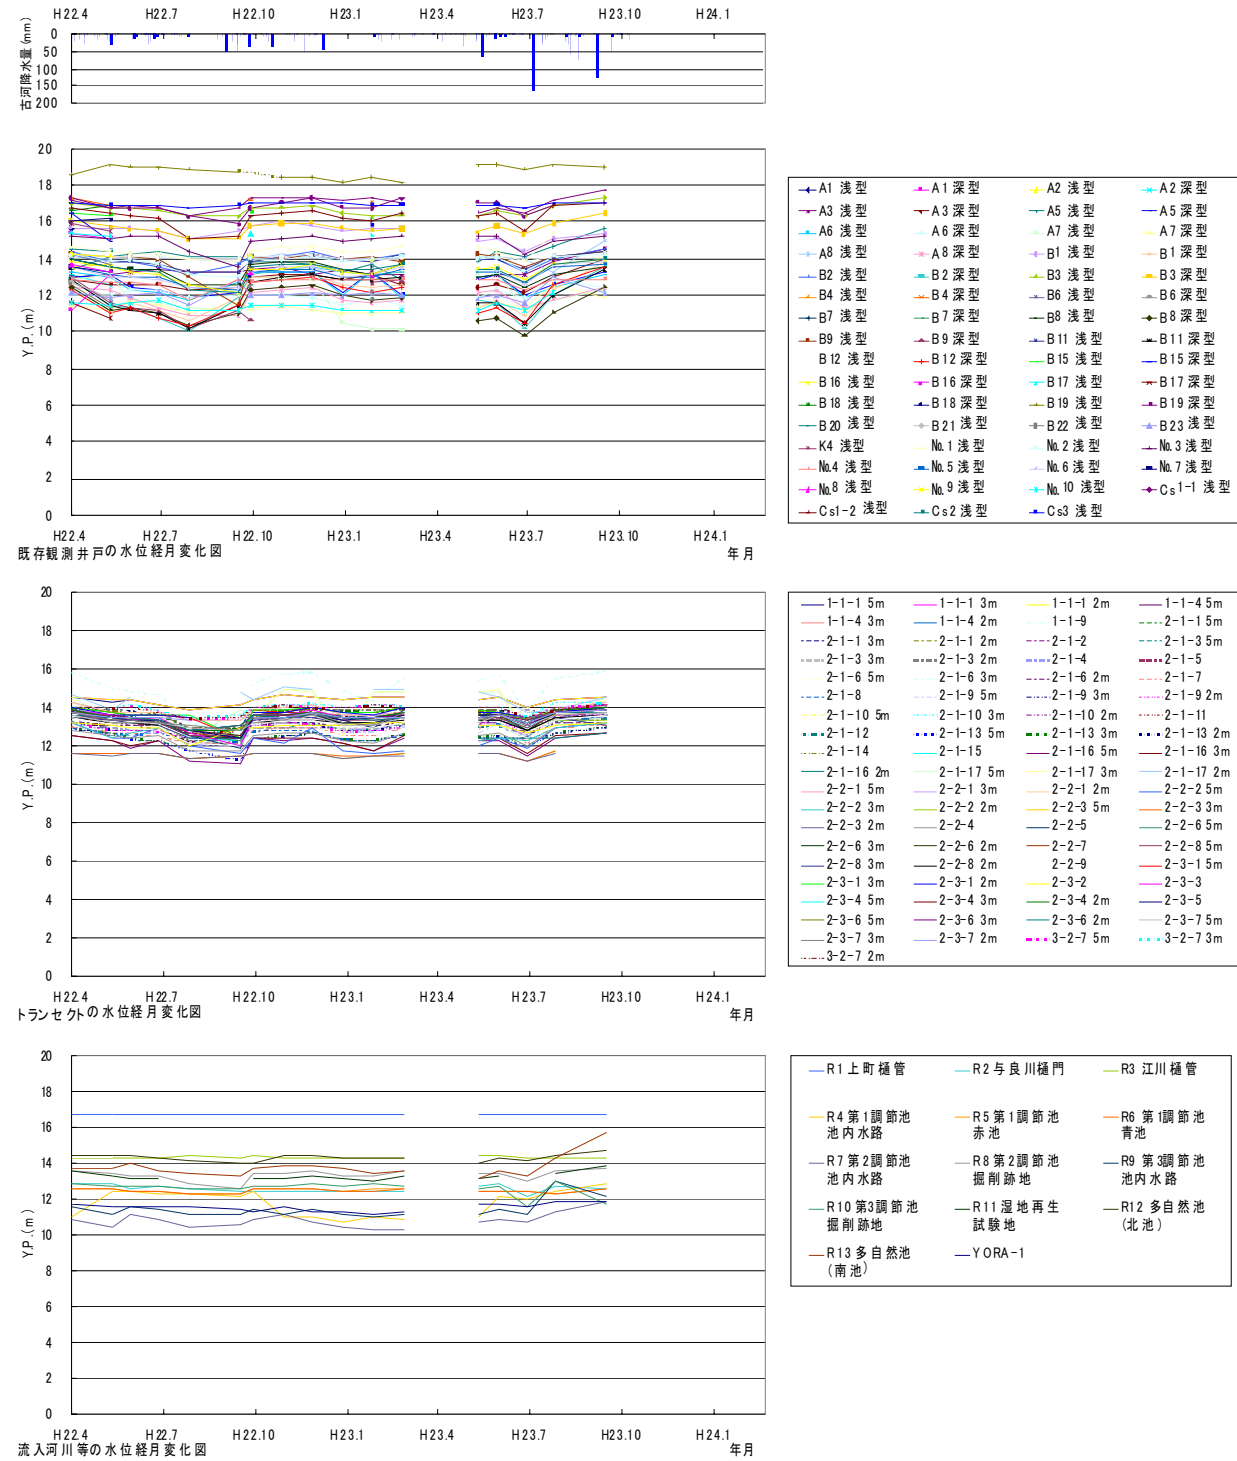 H22.4 H22.7 H22.10 H23.1 H23.4 H23.7 H23.10 H24.1
古河降水量(mm)
0
50
100
150
200
Y.P.(m)
20
18
16
14
12
10
8
6
4
2
0
H22.4 H22.7 H22.10 H23.1 H23.4 H23.7 H23.10 H24.1
既存観測井戸の水位経月変化図
年月
A1 浅型 A1 深型 A2 浅型 A2 深型
A3 浅型 A3 深型 A5 浅型 A5 深型
A6 浅型 A6 深型 A7 浅型 A7 深型
A8 浅型 A8 深型 B1 浅型 B1 深型
B2 浅型 B2 深型 B3 浅型 B3 深型
B4 浅型 B4 深型 B6 浅型 B6 深型
B7 浅型 B7 深型 B8 浅型 B8 深型
B9 浅型 B9 深型 B11 浅型 B11 深型
B12 浅型 B12 深型 B15 浅型 B15 深型
B16 浅型 B16 深型 B17 浅型 B17 深型
B18 浅型 B18 深型 B19 浅型 B19 深型
B20 浅型 B21 浅型 B22 浅型 B23 浅型
K4 浅型 No.1 浅型 No.2 浅型 No.3 浅型
No.4 浅型 No.5 浅型 No.6 浅型 No.7 浅型
No.8 浅型 No.9 浅型 No.10 浅型 Cs1-1 浅型
Cs1-2 浅型 Cs2 浅型 Cs3 浅型
Y.P.(m)
20
18
16
14
12
10
8
6
4
2
0
H22.4 H22.7 H22.10 H23.1 H23.4 H23.7 H23.10 H24.1
トランセクトの水位経月変化図
年月
1-1-1 5m 1-1-1 3m 1-1-1 2m 1-1-4 5m
1-1-4 3m 1-1-4 2m 1-1-9 2-1-1 5m
2-1-1 3m 2-1-1 2m 2-1-2 2-1-3 5m
2-1-3 3m 2-1-3 2m 2-1-4 2-1-5
2-1-6 5m 2-1-6 3m 2-1-6 2m 2-1-7
2-1-8 2-1-9 5m 2-1-9 3m 2-1-9 2m
2-1-10 5m 2-1-10 3m 2-1-10 2m 2-1-11
2-1-12 2-1-13 5m 2-1-13 3m 2-1-13 2m
2-1-14 2-1-15 2-1-16 5m 2-1-16 3m
2-1-16 2m 2-1-17 5m 2-1-17 3m 2-1-17 2m
2-2-1 5m 2-2-1 3m 2-2-1 2m 2-2-2 5m
2-2-2 3m 2-2-2 2m 2-2-3 5m 2-2-3 3m
2-2-3 2m 2-2-4 2-2-5 2-2-6 5m
2-2-6 3m 2-2-6 2m 2-2-7 2-2-8 5m
2-2-8 3m 2-2-8 2m 2-2-9 2-3-1 5m
2-3-1 3m 2-3-1 2m 2-3-2 2-3-3
2-3-4 5m 2-3-4 3m 2-3-4 2m 2-3-5
2-3-6 5m 2-3-6 3m 2-3-6 2m 2-3-7 5m
2-3-7 3m 2-3-7 2m 3-2-7 5m 3-2-7 3m
3-2-7 2m
Y.P.(m)
20
18
16
14
12
10
8
6
4
2
0
H22.4 H22.7 H22.10 H23.1 H23.4 H23.7 H23.10 H24.1
流入河川等の水位経月変化図
年月
R1 上町樋管 R2 与良川樋門 R3 江川樋管
R4 第1調節池 R5 第1調節池 R6 第1調節池
池内水路 赤池 青池
R7 第2調節池 R8 第2調節池 R9 第3調節池
池内水路 掘削跡地 池内水路
R10 第3調節池 R11 湿地再生 R12 多自然池
掘削跡地 試験地 (北池)
R13 多自然池 YORA-1
(南池)